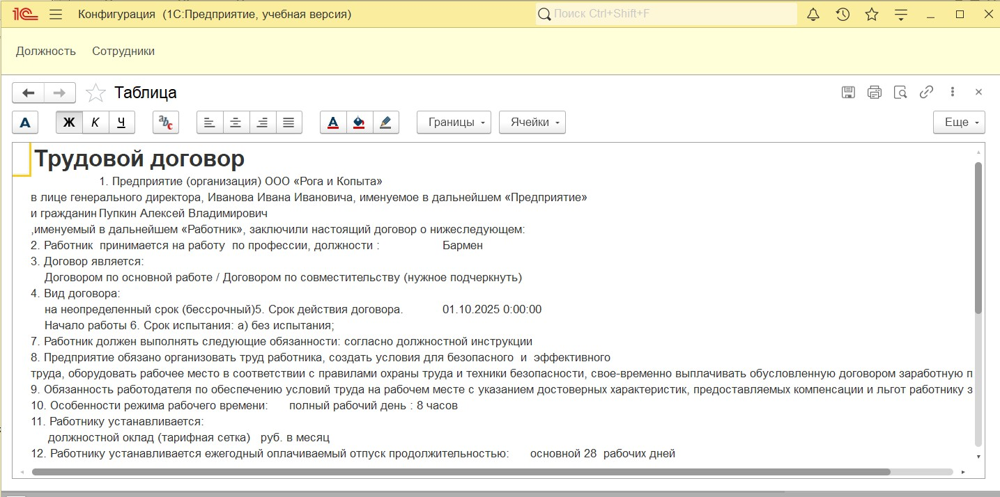 1С Конфигурация (1С:Предприятие, учебная версия) Поиск Ctrl+Shift+F
Должность Сотрудники
Таблица
А Ж К Ч abc А Границы Ячейки Еще
Трудовой договор
1. Предприятие (организация) ООО «Рога и Копыта»
в лице генерального директора, Иванова Ивана Ивановича, именуемое в дальнейшем «Предприятие»
и гражданин Пупкин Алексей Владимирович
,именуемый в дальнейшем «Работник», заключили настоящий договор о нижеследующем:
2. Работник принимается на работу по профессии, должности : Бармен
3. Договор является:
Договором по основной работе / Договором по совместительству (нужное подчеркнуть)
4. Вид договора:
на неопределенный срок (бессрочный)5. Срок действия договора. 01.10.2025 0:00:00
Начало работы 6. Срок испытания: а) без испытания;
7. Работник должен выполнять следующие обязанности: согласно должностной инструкции
8. Предприятие обязано организовать труд работника, создать условия для безопасного и эффективного
труда, оборудовать рабочее место в соответствии с правилами охраны труда и техники безопасности, свое-временно выплачивать обусловленную договором заработную п
9. Обязанность работодателя по обеспечению условий труда на рабочем месте с указанием достоверных характеристик, предоставляемых компенсации и льгот работнику з
10. Особенности режима рабочего времени: полный рабочий день : 8 часов
11. Работнику устанавливается:
должностной оклад (тарифная сетка) руб. в месяц
12. Работнику устанавливается ежегодный оплачиваемый отпуск продолжительностью: основной 28 рабочих дней